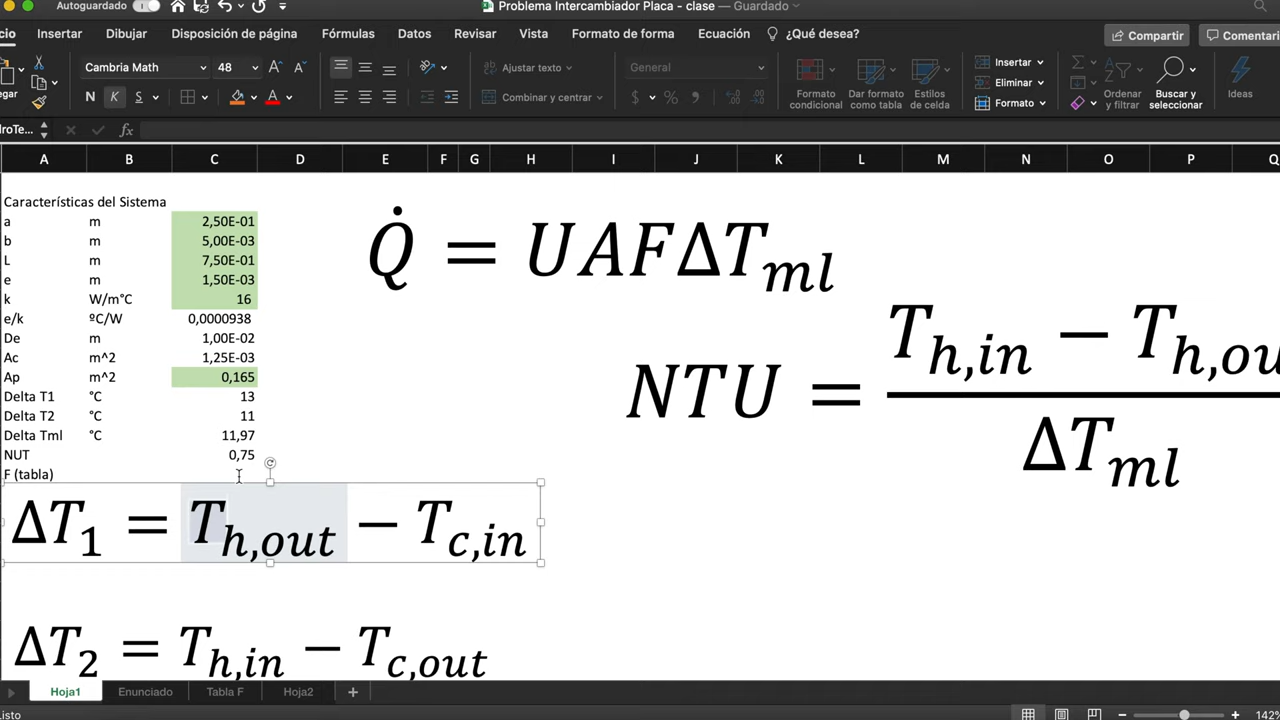 Autoguardado
Problema Intercambiador Placa - clase — Guardado
Insertar Dibujar Disposición de página Fórmulas Datos Revisar Vista Formato de forma Ecuación ¿Qué desea? Compartir
Cambria Math 48 A A Ajustar texto General Insertar
Eliminar
N K S A Combinar y centrar $ % Formato condicional Dar formato como tabla Estilos de celda Formato Ordenar y filtrar Buscar y seleccionar Ideas
fx
A B C D E F G H I J K L M N O P Q
Características del Sistema
a m 2,50E-01
b m 5,00E-03
L m 7,50E-01
e m 1,50E-03
k W/m°C 16
e/k ºC/W 0,0000938
De m 1,00E-02
Ac m^2 1,25E-03
Ap m^2 0,165
Delta T1 °C 13
Delta T2 °C 11
Delta Tml °C 11,97
NUT 0,75
F (tabla)
Q̇ = UAFΔT_ml
NTU = (T_h,in − T_h,ou / ΔT_ml
ΔT_1 = T_h,out − T_c,in
ΔT_2 = T_h,in − T_c,out
Hoja1 Enunciado Tabla F Hoja2 +
Listo 142%